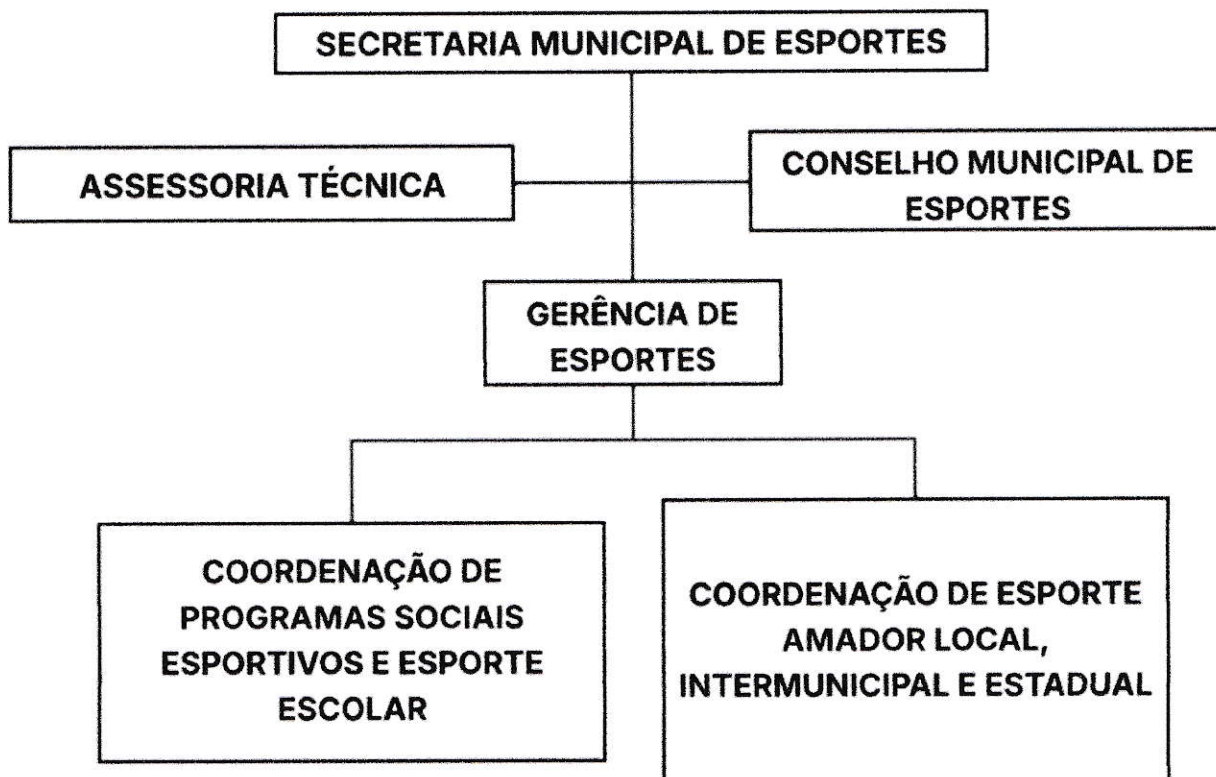 SECRETARIA MUNICIPAL DE ESPORTES
ASSESSORIA TÉCNICA
CONSELHO MUNICIPAL DE
ESPORTES
GERÊNCIA DE
ESPORTES
COORDENAÇÃO DE
PROGRAMAS SOCIAIS
ESPORTIVOS E ESPORTE
ESCOLAR
COORDENAÇÃO DE ESPORTE
AMADOR LOCAL,
INTERMUNICIPAL E ESTADUAL